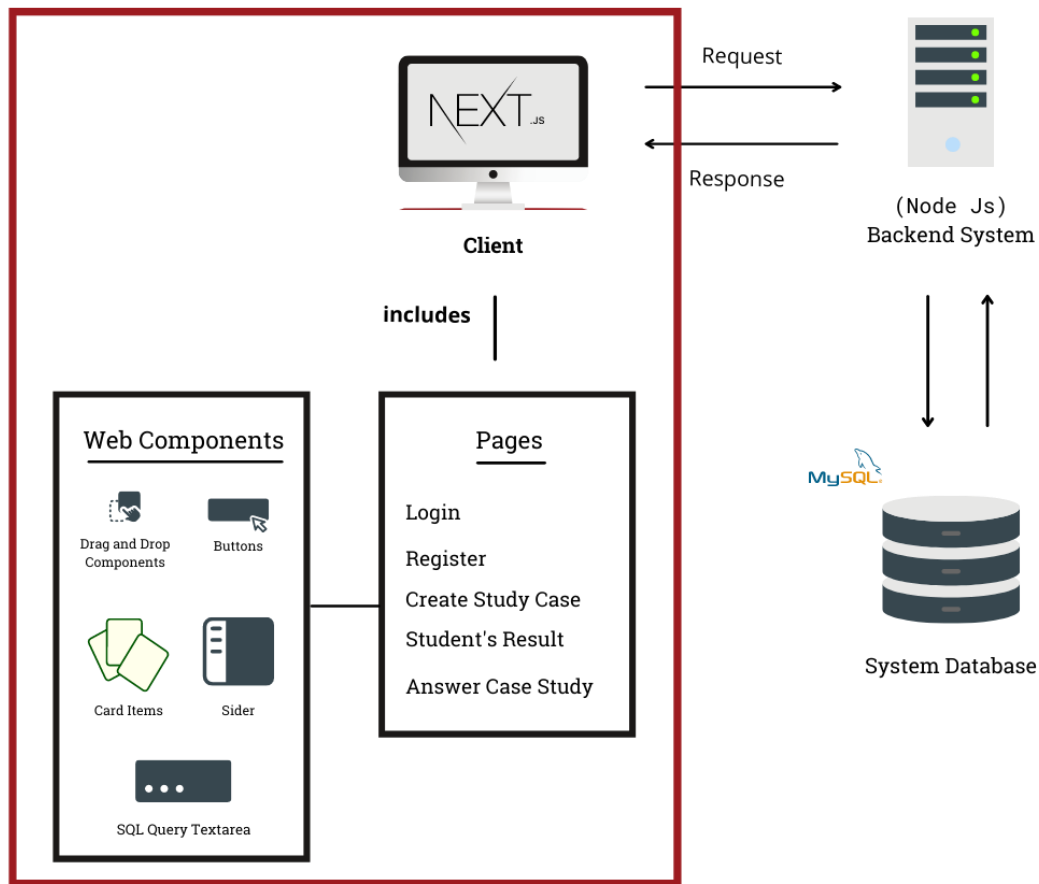 NEXT.JS
Client
Request
Response
(Node Js)
Backend System
includes
Web Components
Drag and Drop
Components
Buttons
Card Items
Sider
SQL Query Textarea
Pages
Login
Register
Create Study Case
Student's Result
Answer Case Study
MySQL
System Database